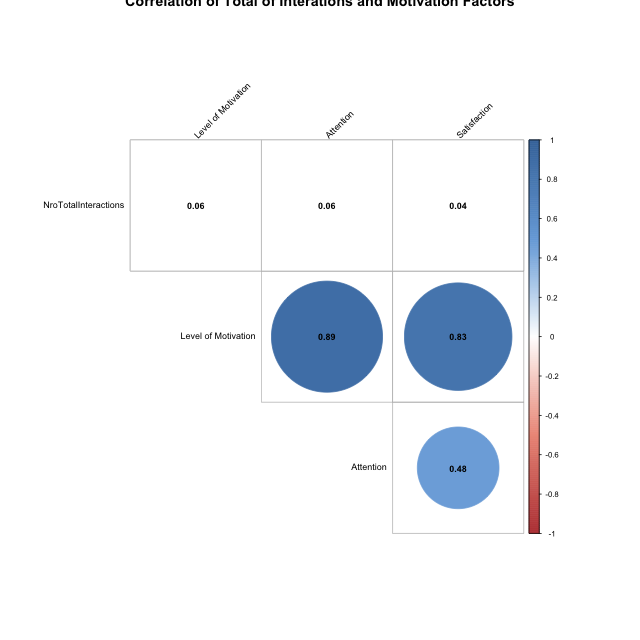 Correlation of Total of Interations and Motivation Factors
Level of Motivation
Attention
Satisfaction
NroTotalInteractions
0.06
0.06
0.04
Level of Motivation
0.89
0.83
Attention
0.48
1
0.8
0.6
0.4
0.2
0
-0.2
-0.4
-0.6
-0.8
-1